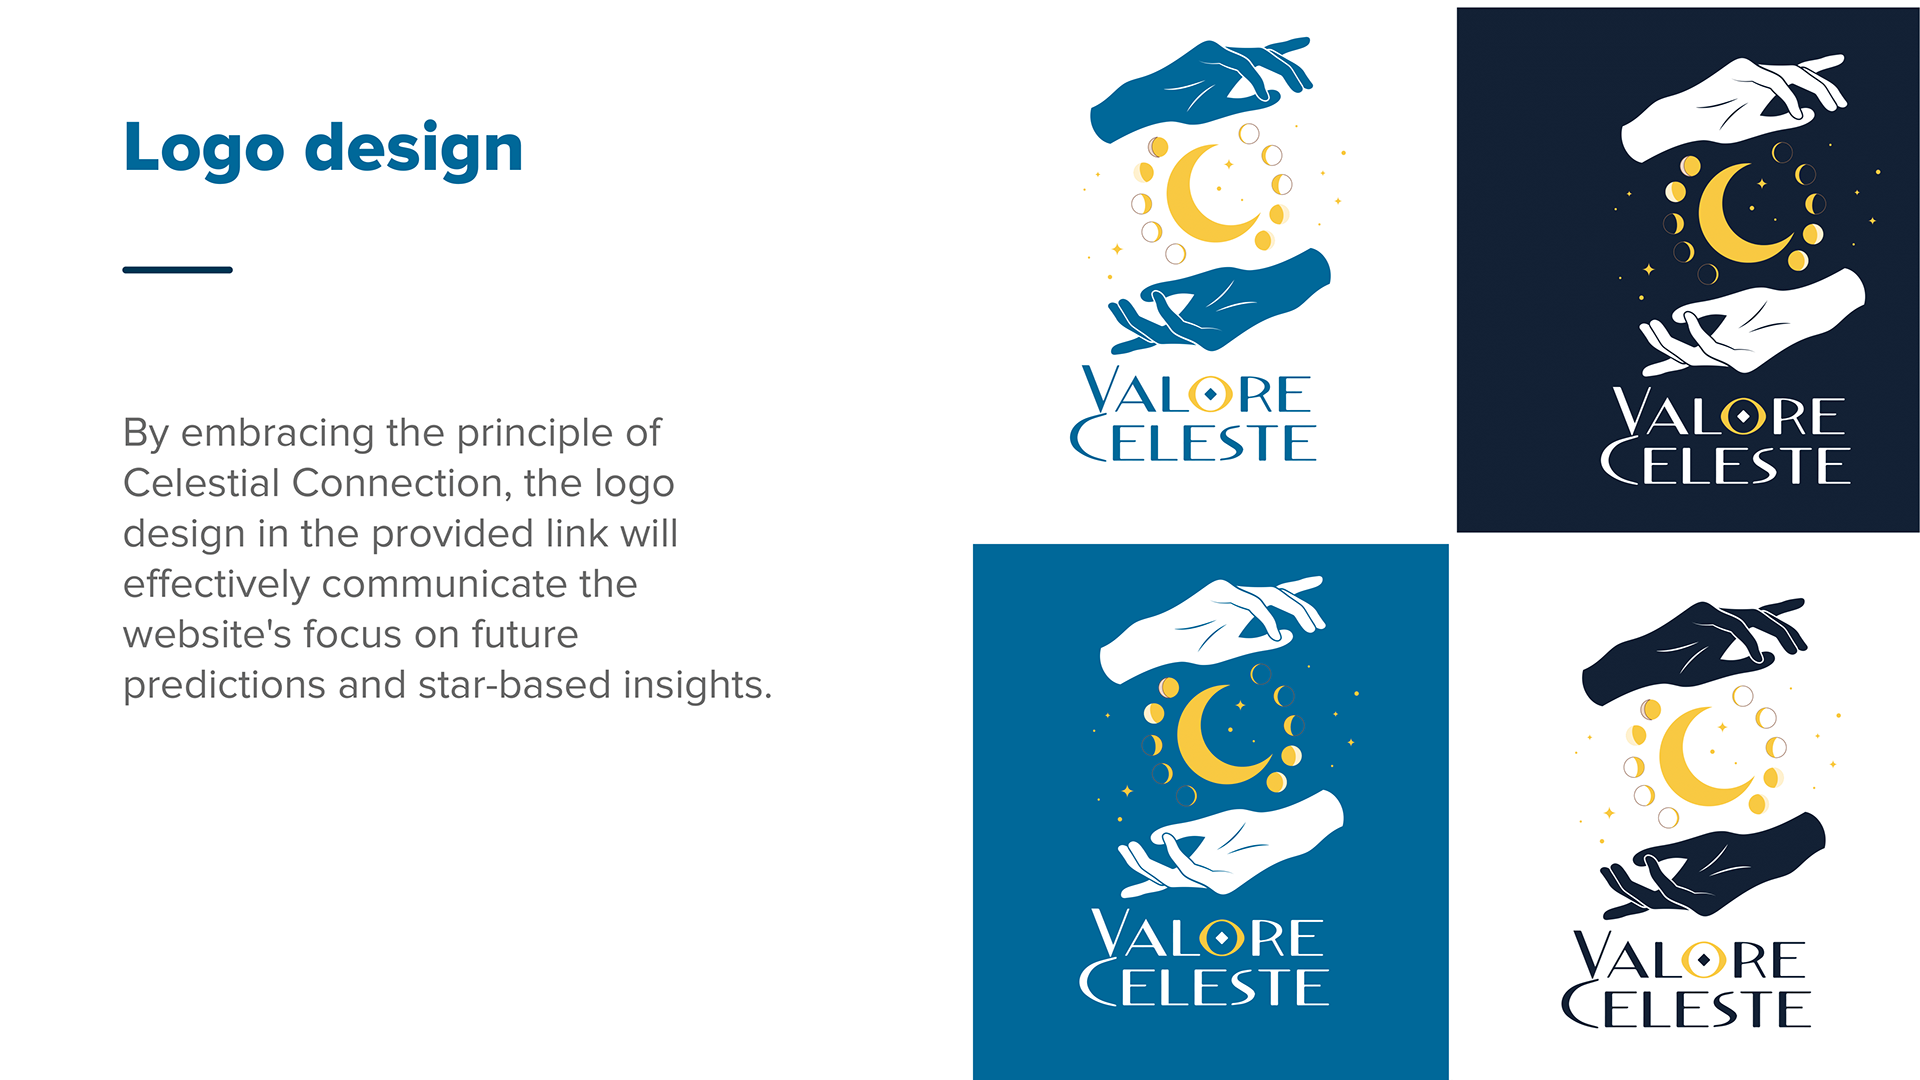 Logo design
By embracing the principle of
Celestial Connection, the logo
design in the provided link will
effectively communicate the
website's focus on future
predictions and star-based insights.
VALORE
CELESTE
VALORE
CELESTE
VALORE
CELESTE
VALORE
CELESTE